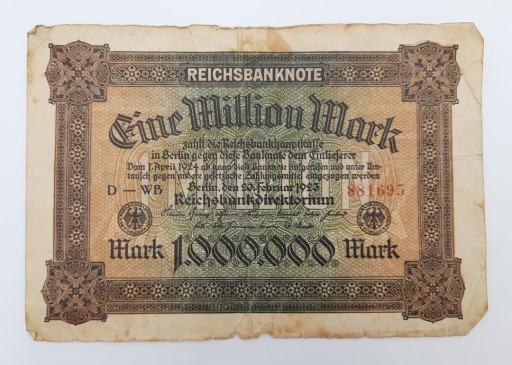 REICHSBANKNOTE
Eine Million Mark
zahlt die Reichsbankhauptkasse
in Berlin gegen diese Banknote dem Einlieferer
Vom 1. April 1924 ab kann diese Banknote aufgerufen und unter Um-
tausch gegen andere gesetzliche Zahlungsmittel eingezogen werden
D — WB Berlin, den 20. Februar 1923 881695
Reichsbankdirektorium
Mark 1.000.000 Mark